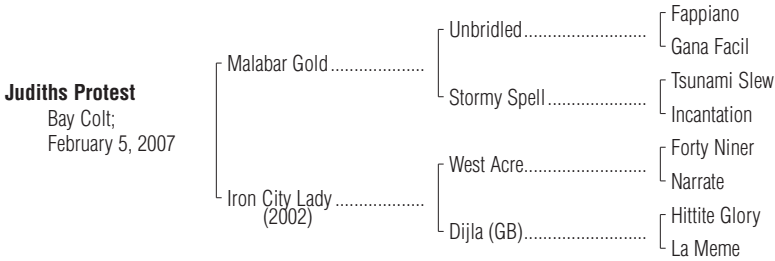 Fappiano
Unbridled
Gana Facil
Malabar Gold
Tsunami Slew
Stormy Spell
Incantation
Judiths Protest
Bay Colt;
February 5, 2007
Forty Niner
West Acre
Narrate
Iron City Lady
(2002)
Hittite Glory
Dijla (GB)
La Meme